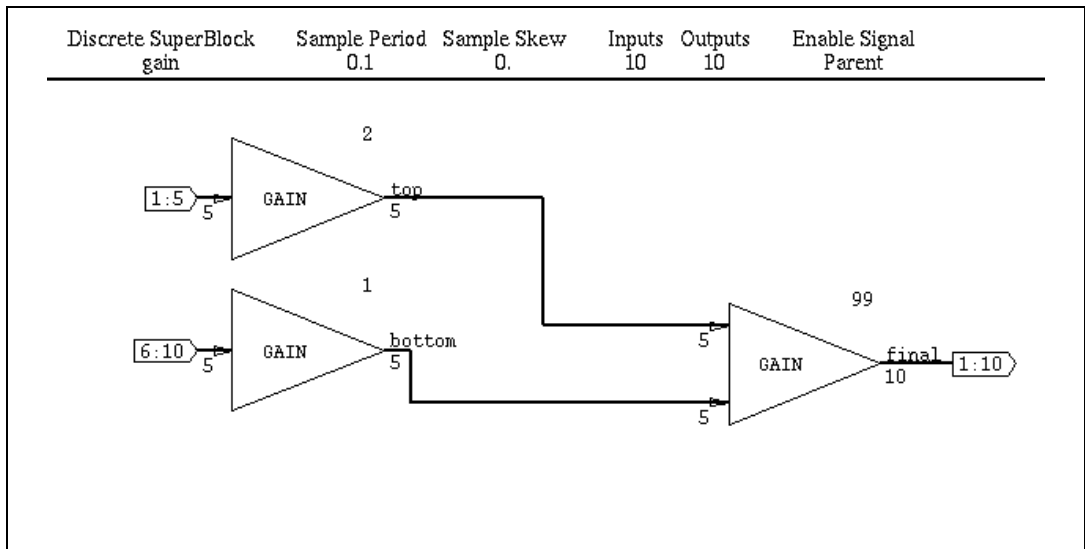 Discrete SuperBlock Sample Period Sample Skew Inputs Outputs Enable Signal
gain 0.1 0. 10 10 Parent
2
1:5 5 GAIN top 5
1
6:10 5 GAIN bottom 5
99
5
5
GAIN
final
10
1:10